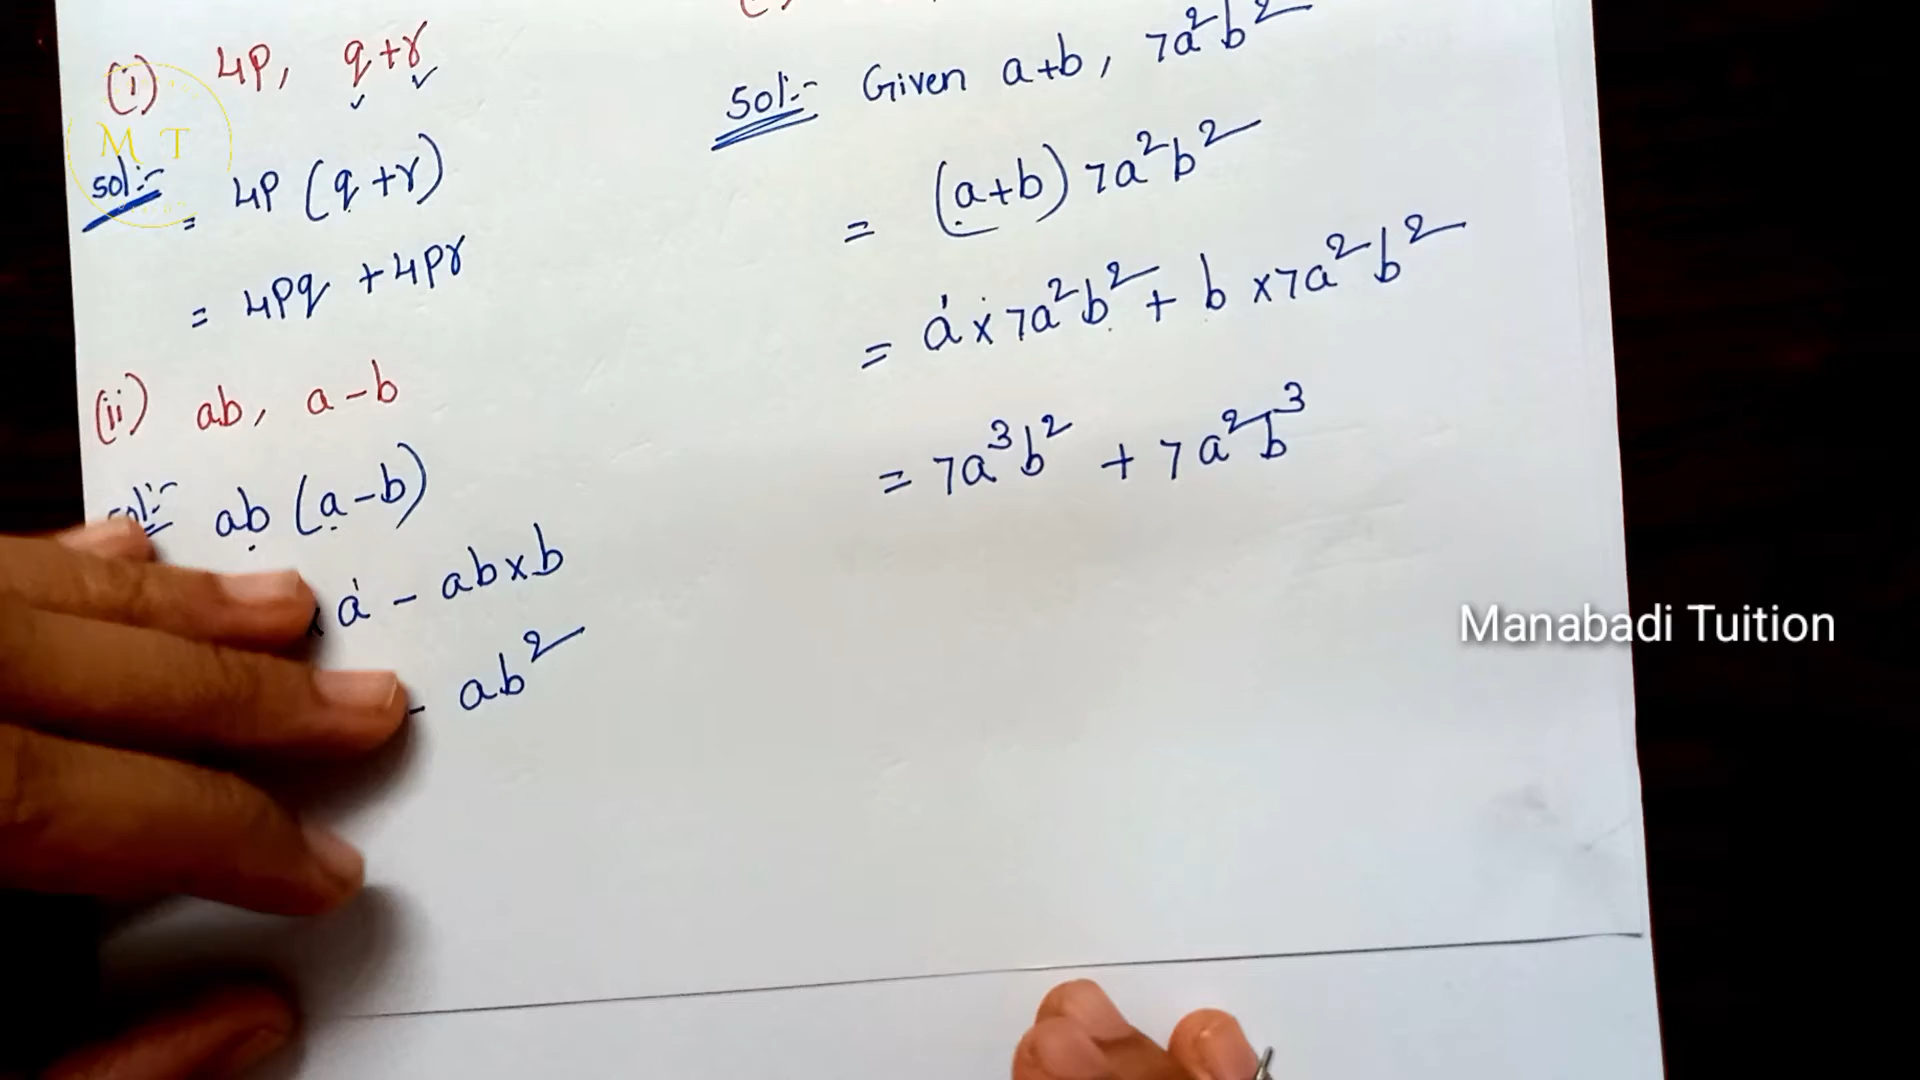 (i) 4p, q+r
Sol:- 4p (q+r)
= 4pq + 4pr
(ii) ab, a-b
Sol:- ab (a-b)
a - ab×b
- ab²
Sol:- Given a+b, 7a²b²
= (a+b) 7a²b²
= a×7a²b² + b×7a²b²
= 7a³b² + 7a²b³
M T
Manabadi Tuition